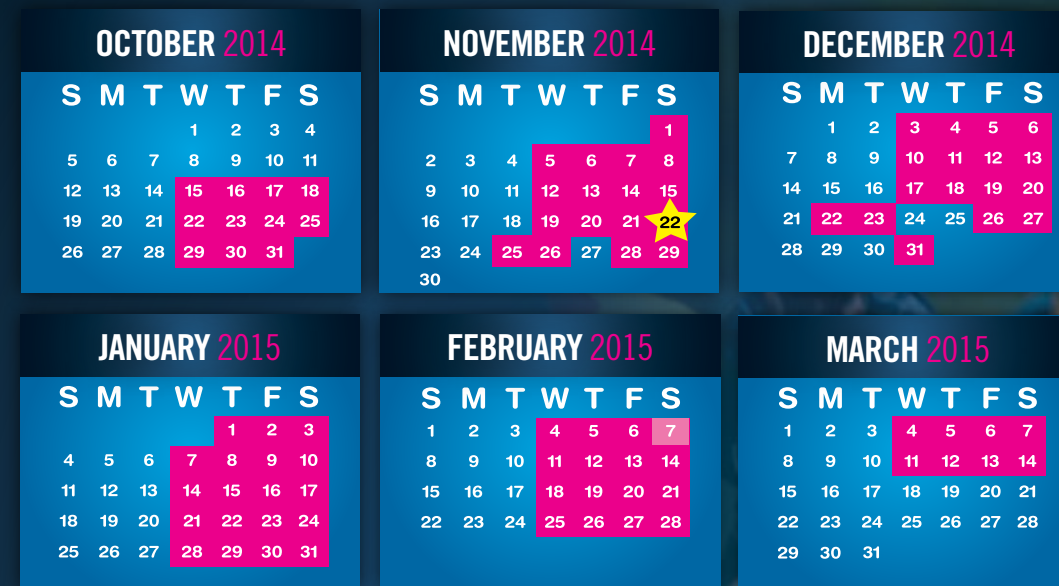 OCTOBER 2014
S M T W T F S
1 2 3 4
5 6 7 8 9 10 11
12 13 14 15 16 17 18
19 20 21 22 23 24 25
26 27 28 29 30 31
NOVEMBER 2014
S M T W T F S
1
2 3 4 5 6 7 8
9 10 11 12 13 14 15
16 17 18 19 20 21 22
23 24 25 26 27 28 29
30
DECEMBER 2014
S M T W T F S
1 2 3 4 5 6
7 8 9 10 11 12 13
14 15 16 17 18 19 20
21 22 23 24 25 26 27
28 29 30 31
JANUARY 2015
S M T W T F S
1 2 3
4 5 6 7 8 9 10
11 12 13 14 15 16 17
18 19 20 21 22 23 24
25 26 27 28 29 30 31
FEBRUARY 2015
S M T W T F S
1 2 3 4 5 6 7
8 9 10 11 12 13 14
15 16 17 18 19 20 21
22 23 24 25 26 27 28
MARCH 2015
S M T W T F S
1 2 3 4 5 6 7
8 9 10 11 12 13 14
15 16 17 18 19 20 21
22 23 24 25 26 27 28
29 30 31